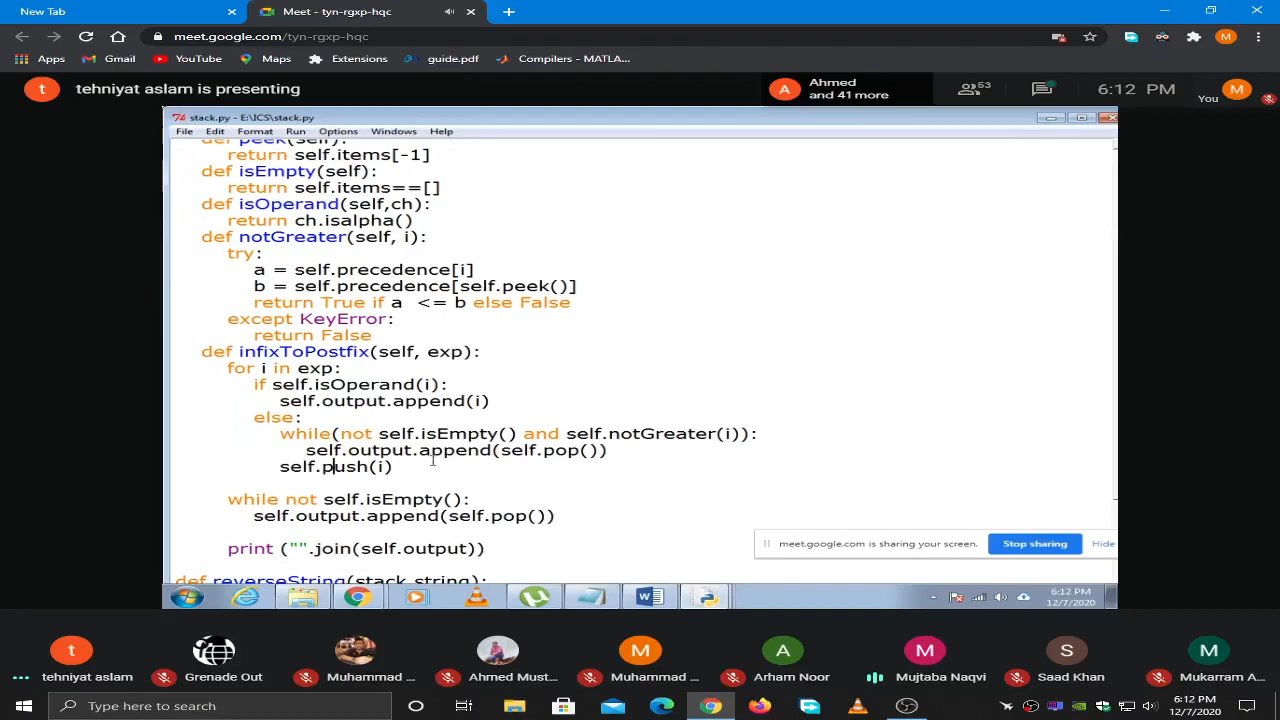 New Tab
Meet - tyn-rgxp-hqc
meet.google.com/tyn-rgxp-hqc
Apps Gmail YouTube Maps Extensions guide.pdf Compilers - MATLA...
t tehniyat aslam is presenting
A Ahmed
and 41 more
53
6:12 PM
You M
stack.py - E:\ICS\stack.py
File Edit Format Run Options Windows Help
def peek(self):
return self.items[-1]
def isEmpty(self):
return self.items==[]
def isOperand(self,ch):
return ch.isalpha()
def notGreater(self, i):
try:
a = self.precedence[i]
b = self.precedence[self.peek()]
return True if a <= b else False
except KeyError:
return False
def infixToPostfix(self, exp):
for i in exp:
if self.isOperand(i):
self.output.append(i)
else:
while(not self.isEmpty() and self.notGreater(i)):
self.output.append(self.pop())
self.push(i)
while not self.isEmpty():
self.output.append(self.pop())
print ("".join(self.output))
def reverseString(stack,string):
meet.google.com is sharing your screen. Stop sharing Hide
6:12 PM
12/7/2020
t M A M S M
tehniyat aslam Grenade Out Muhammad ... Ahmed Must... Muhammad ... Arham Noor Mujtaba Naqvi Saad Khan Mukarram A...
Type here to search
6:12 PM
12/7/2020